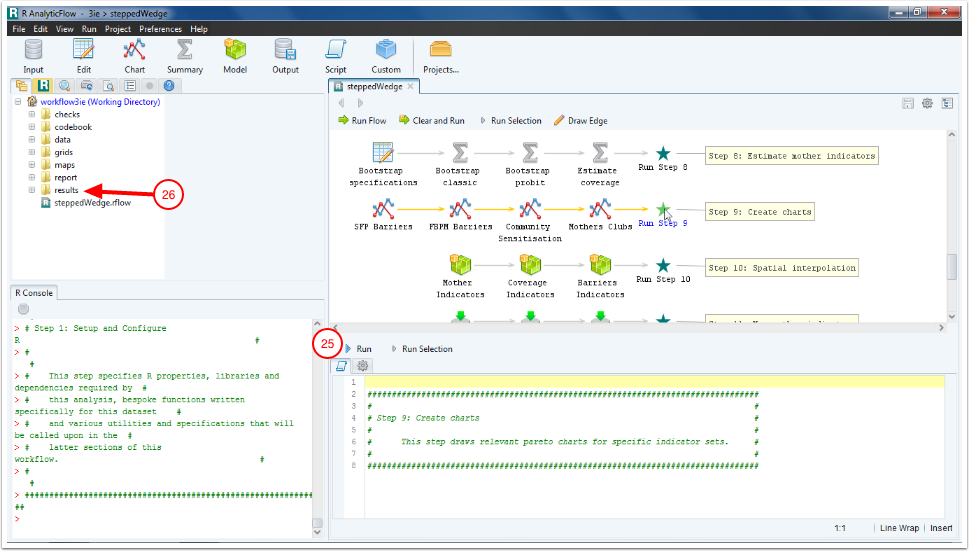 R AnalyticFlow - 3ie > steppedWedge
File Edit View Run Project Preferences Help
Input Edit Chart Summary Model Output Script Custom Projects...
workflow3ie (Working Directory)
checks
codebook
data
grids
maps
report
results
steppedWedge.rflow
26
steppedWedge
Run Flow Clear and Run Run Selection Draw Edge
Bootstrap specifications
Bootstrap classic
Bootstrap probit
Estimate coverage
Run Step 8
Step 8: Estimate mother indicators
SFP Barriers
FBPM Barriers
Community Sensitisation
Mothers Clubs
Run Step 9
Step 9: Create charts
Mother Indicators
Coverage Indicators
Barriers Indicators
Run Step 10
Step 10: Spatial interpolation
R Console
> # Step 1: Setup and Configure
R #
> #
#
> # This step specifies R properties, libraries and
dependencies required by #
> # this analysis, bespoke functions written
specifically for this dataset #
> # and various utilities and specifications that will
be called upon in the #
> # latter sections of this
workflow. #
> #
#
> ##########################################################
##
>
25
Run Run Selection
1
2 ################################################################################
3 # #
4 # Step 9: Create charts #
5 # #
6 # This step draws relevant pareto charts for specific indicator sets. #
7 # #
8 ################################################################################
1:1 Line Wrap Insert